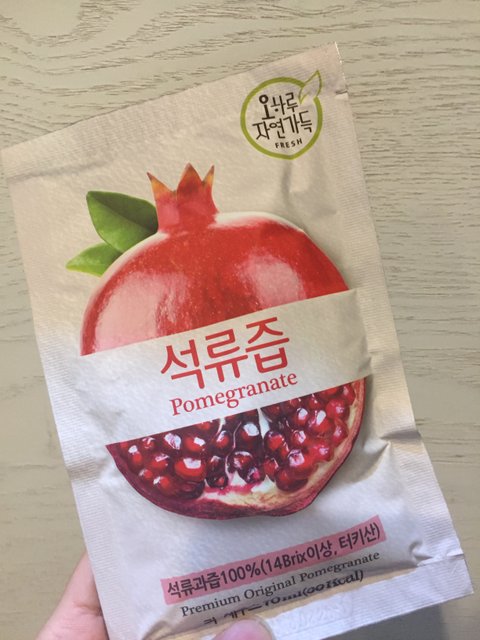 오나루
자연가득
FRESH
석류즙
Pomegranate
석류과즙100%(14Brix이상, 터키산)
Premium Original Pomegranate